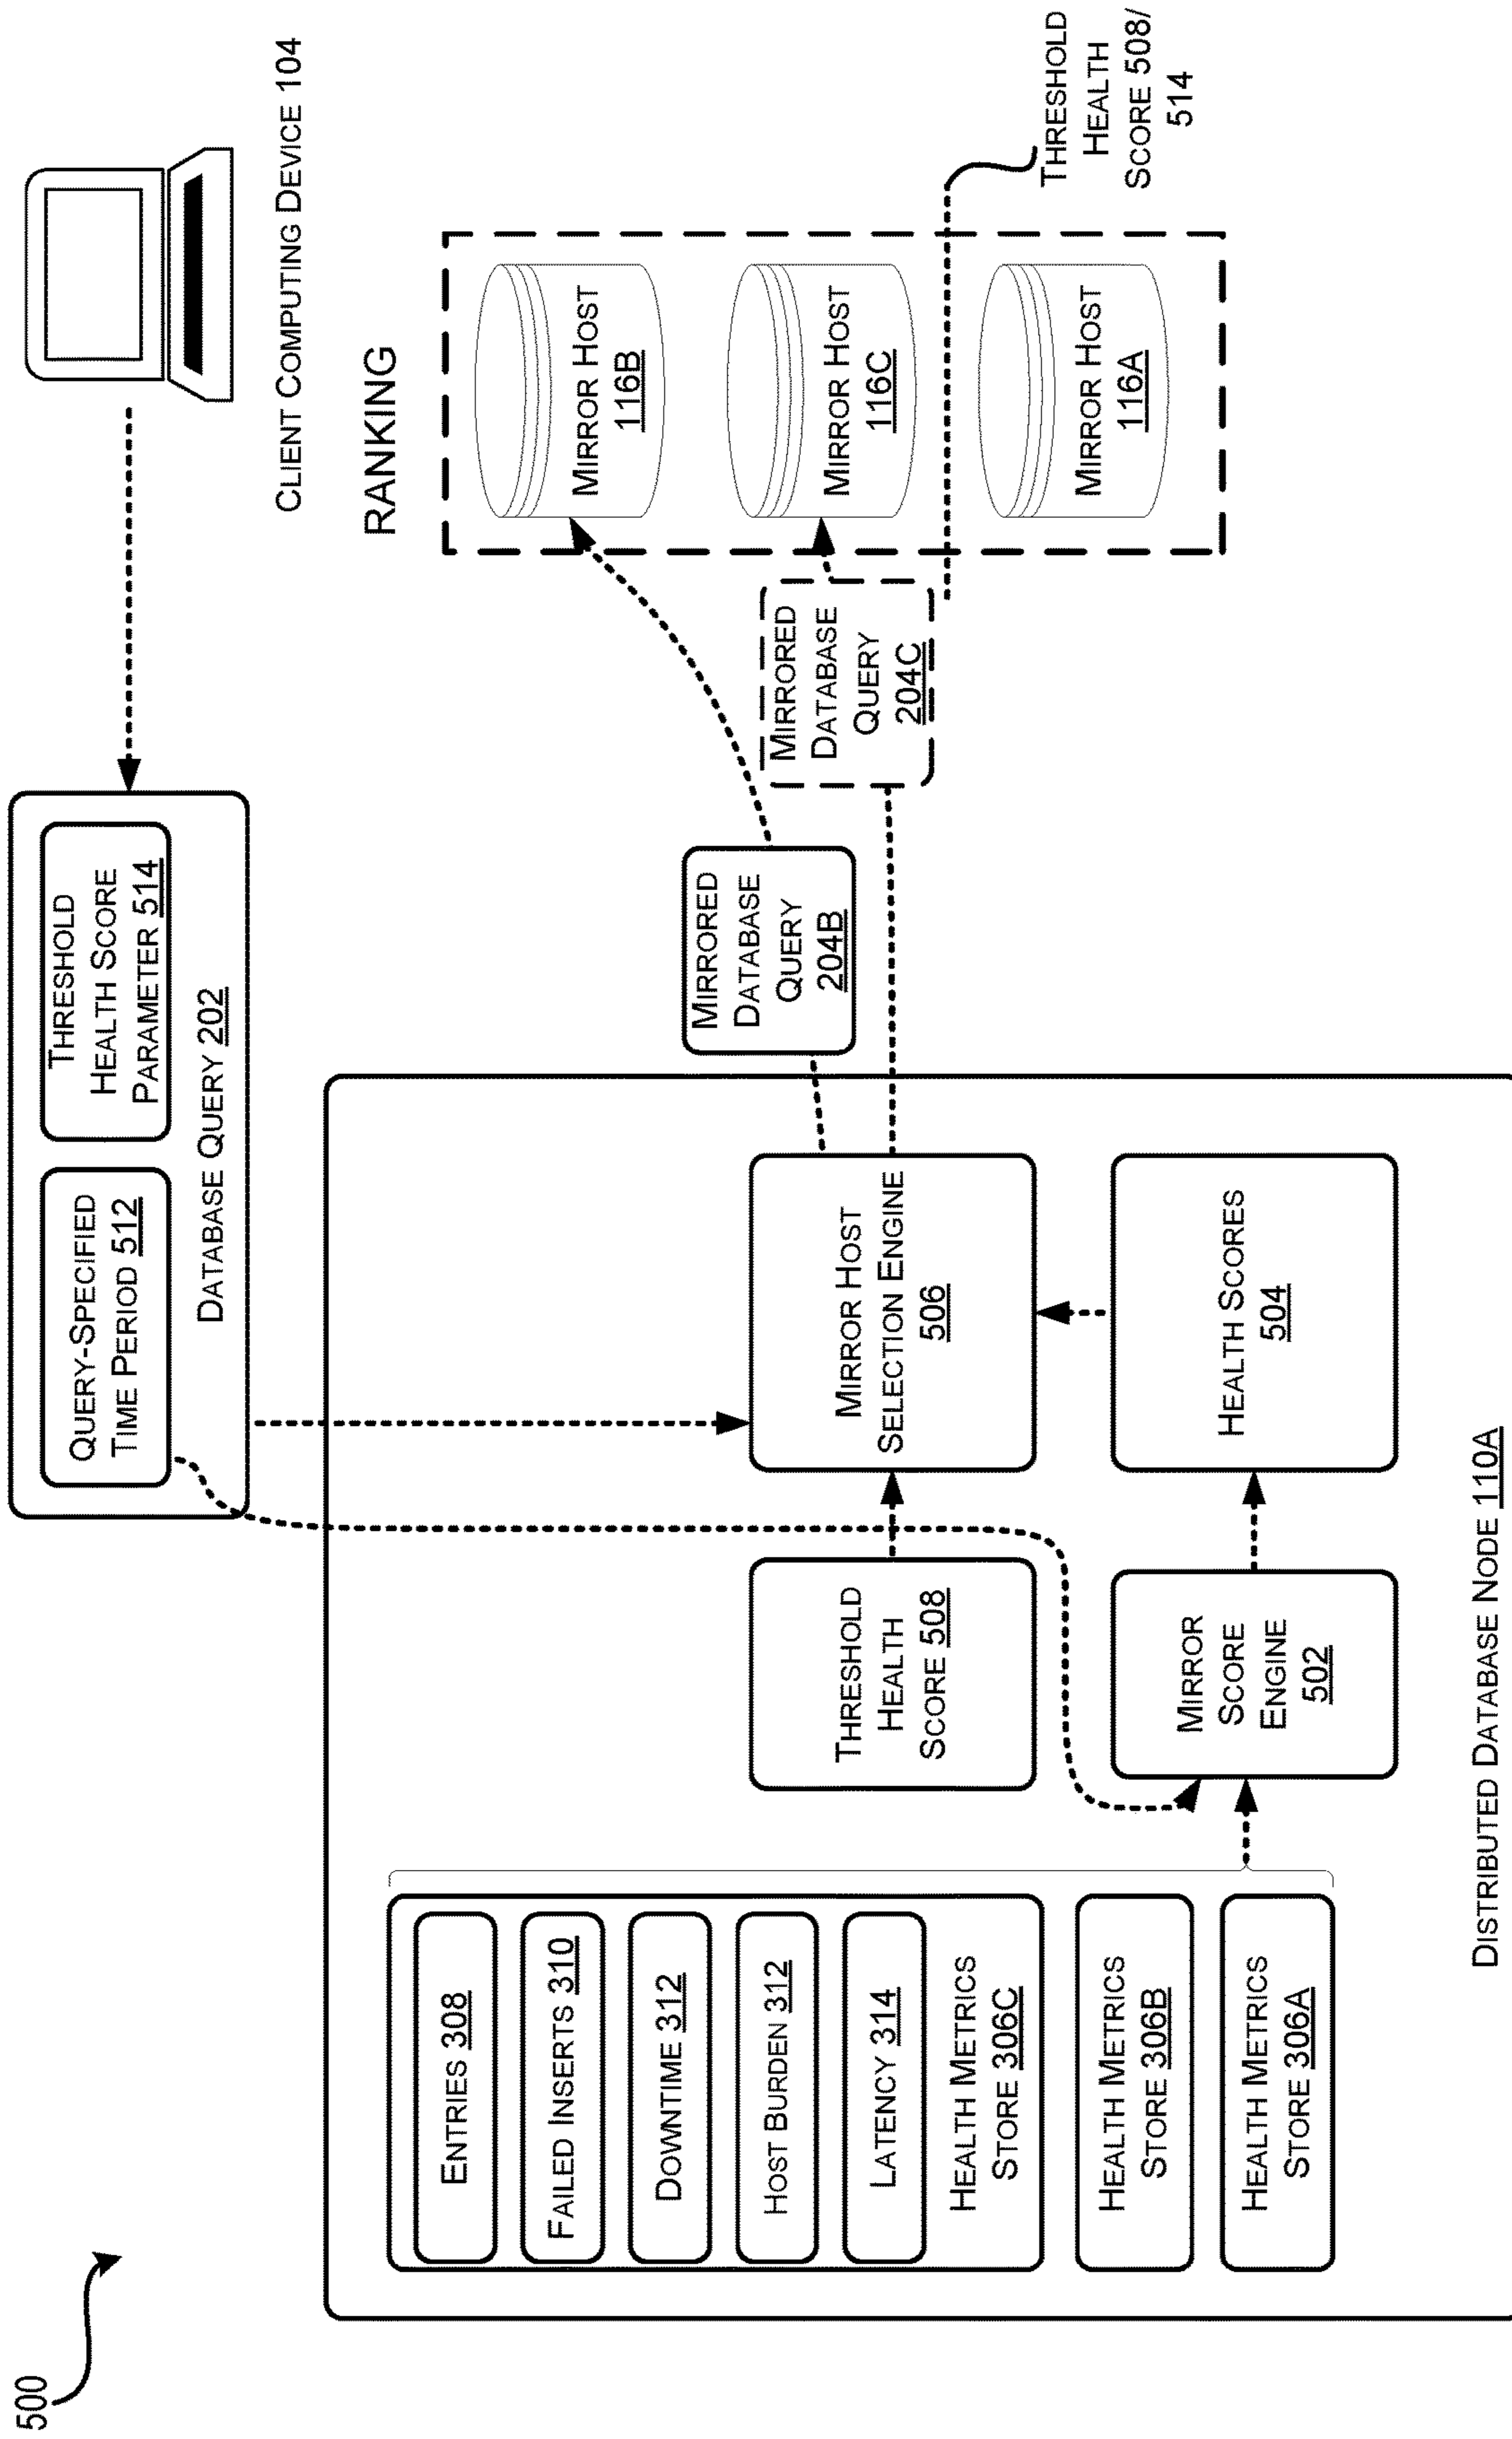 500
QUERY-SPECIFIED
TIME PERIOD 512
THRESHOLD
HEALTH SCORE
PARAMETER 514
DATABASE QUERY 202
CLIENT COMPUTING DEVICE 104
ENTRIES 308
FAILED INSERTS 310
DOWNTIME 312
HOST BURDEN 312
LATENCY 314
HEALTH METRICS
STORE 306C
HEALTH METRICS
STORE 306B
HEALTH METRICS
STORE 306A
THRESHOLD
HEALTH
SCORE 508
MIRROR
SCORE
ENGINE
502
MIRROR HOST
SELECTION ENGINE
506
HEALTH SCORES
504
DISTRIBUTED DATABASE NODE 110A
MIRRORED
DATABASE
QUERY
204B
MIRRORED
DATABASE
QUERY
204C
RANKING
MIRROR HOST
116B
MIRROR HOST
116C
MIRROR HOST
116A
THRESHOLD
HEALTH
SCORE 508/
514